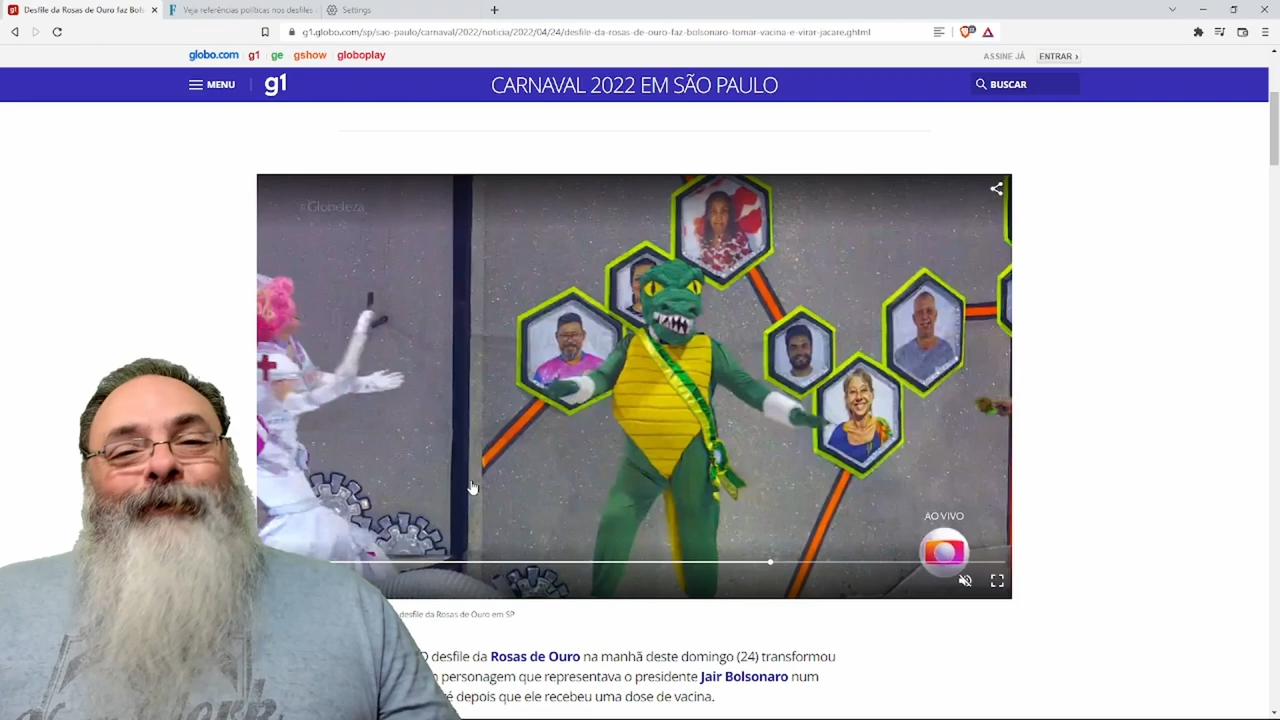 g1 Desfile da Rosas de Ouro faz Bols
Veja referências políticas nos desfiles
Settings
g1.globo.com/sp/sao-paulo/carnaval/2022/noticia/2022/04/24/desfile-da-rosas-de-ouro-faz-bolsonaro-tomar-vacina-e-virar-jacare.ghtml
globo.com g1 ge gshow globoplay ASSINE JÁ ENTRAR ›
MENU g1 CARNAVAL 2022 EM SÃO PAULO BUSCAR
#Globeleza
AO VIVO
desfile da Rosas de Ouro em SP
O desfile da Rosas de Ouro na manhã deste domingo (24) transformou
personagem que representava o presidente Jair Bolsonaro num
depois que ele recebeu uma dose de vacina.